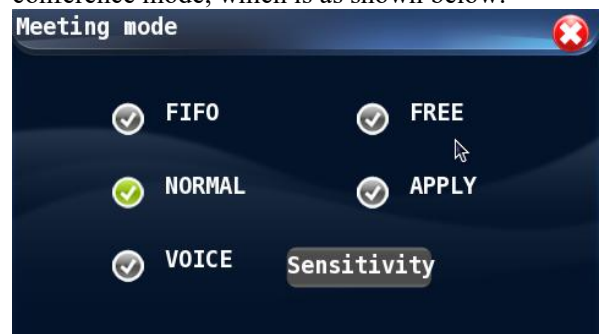 conference mode, which is as shown below:
Meeting mode
FIFO FREE
NORMAL APPLY
VOICE Sensitivity